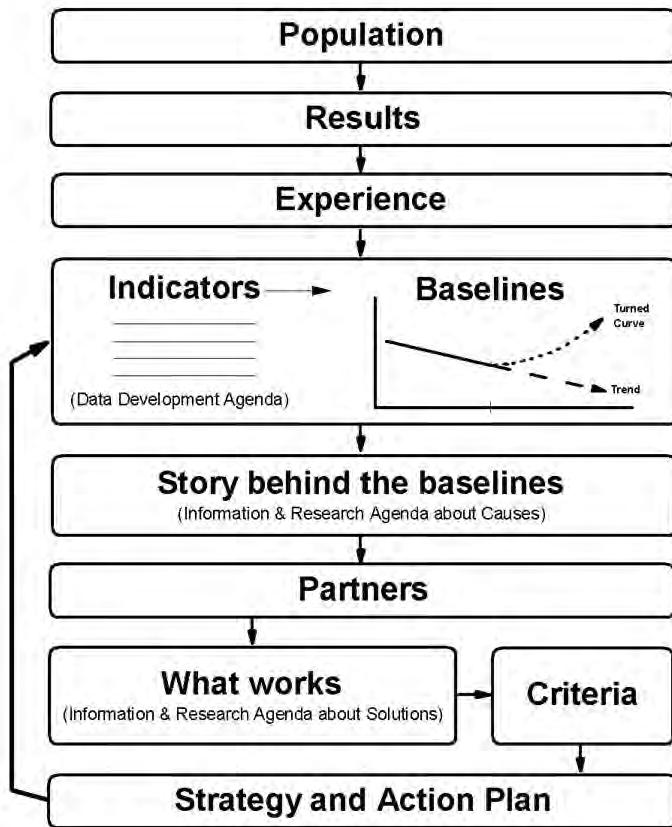 Population
Results
Experience
Indicators
Baselines
Turned
Curve
Trend
(Data Development Agenda)
Story behind the baselines
(Information & Research Agenda about Causes)
Partners
What works
(Information & Research Agenda about Solutions)
Criteria
Strategy and Action Plan